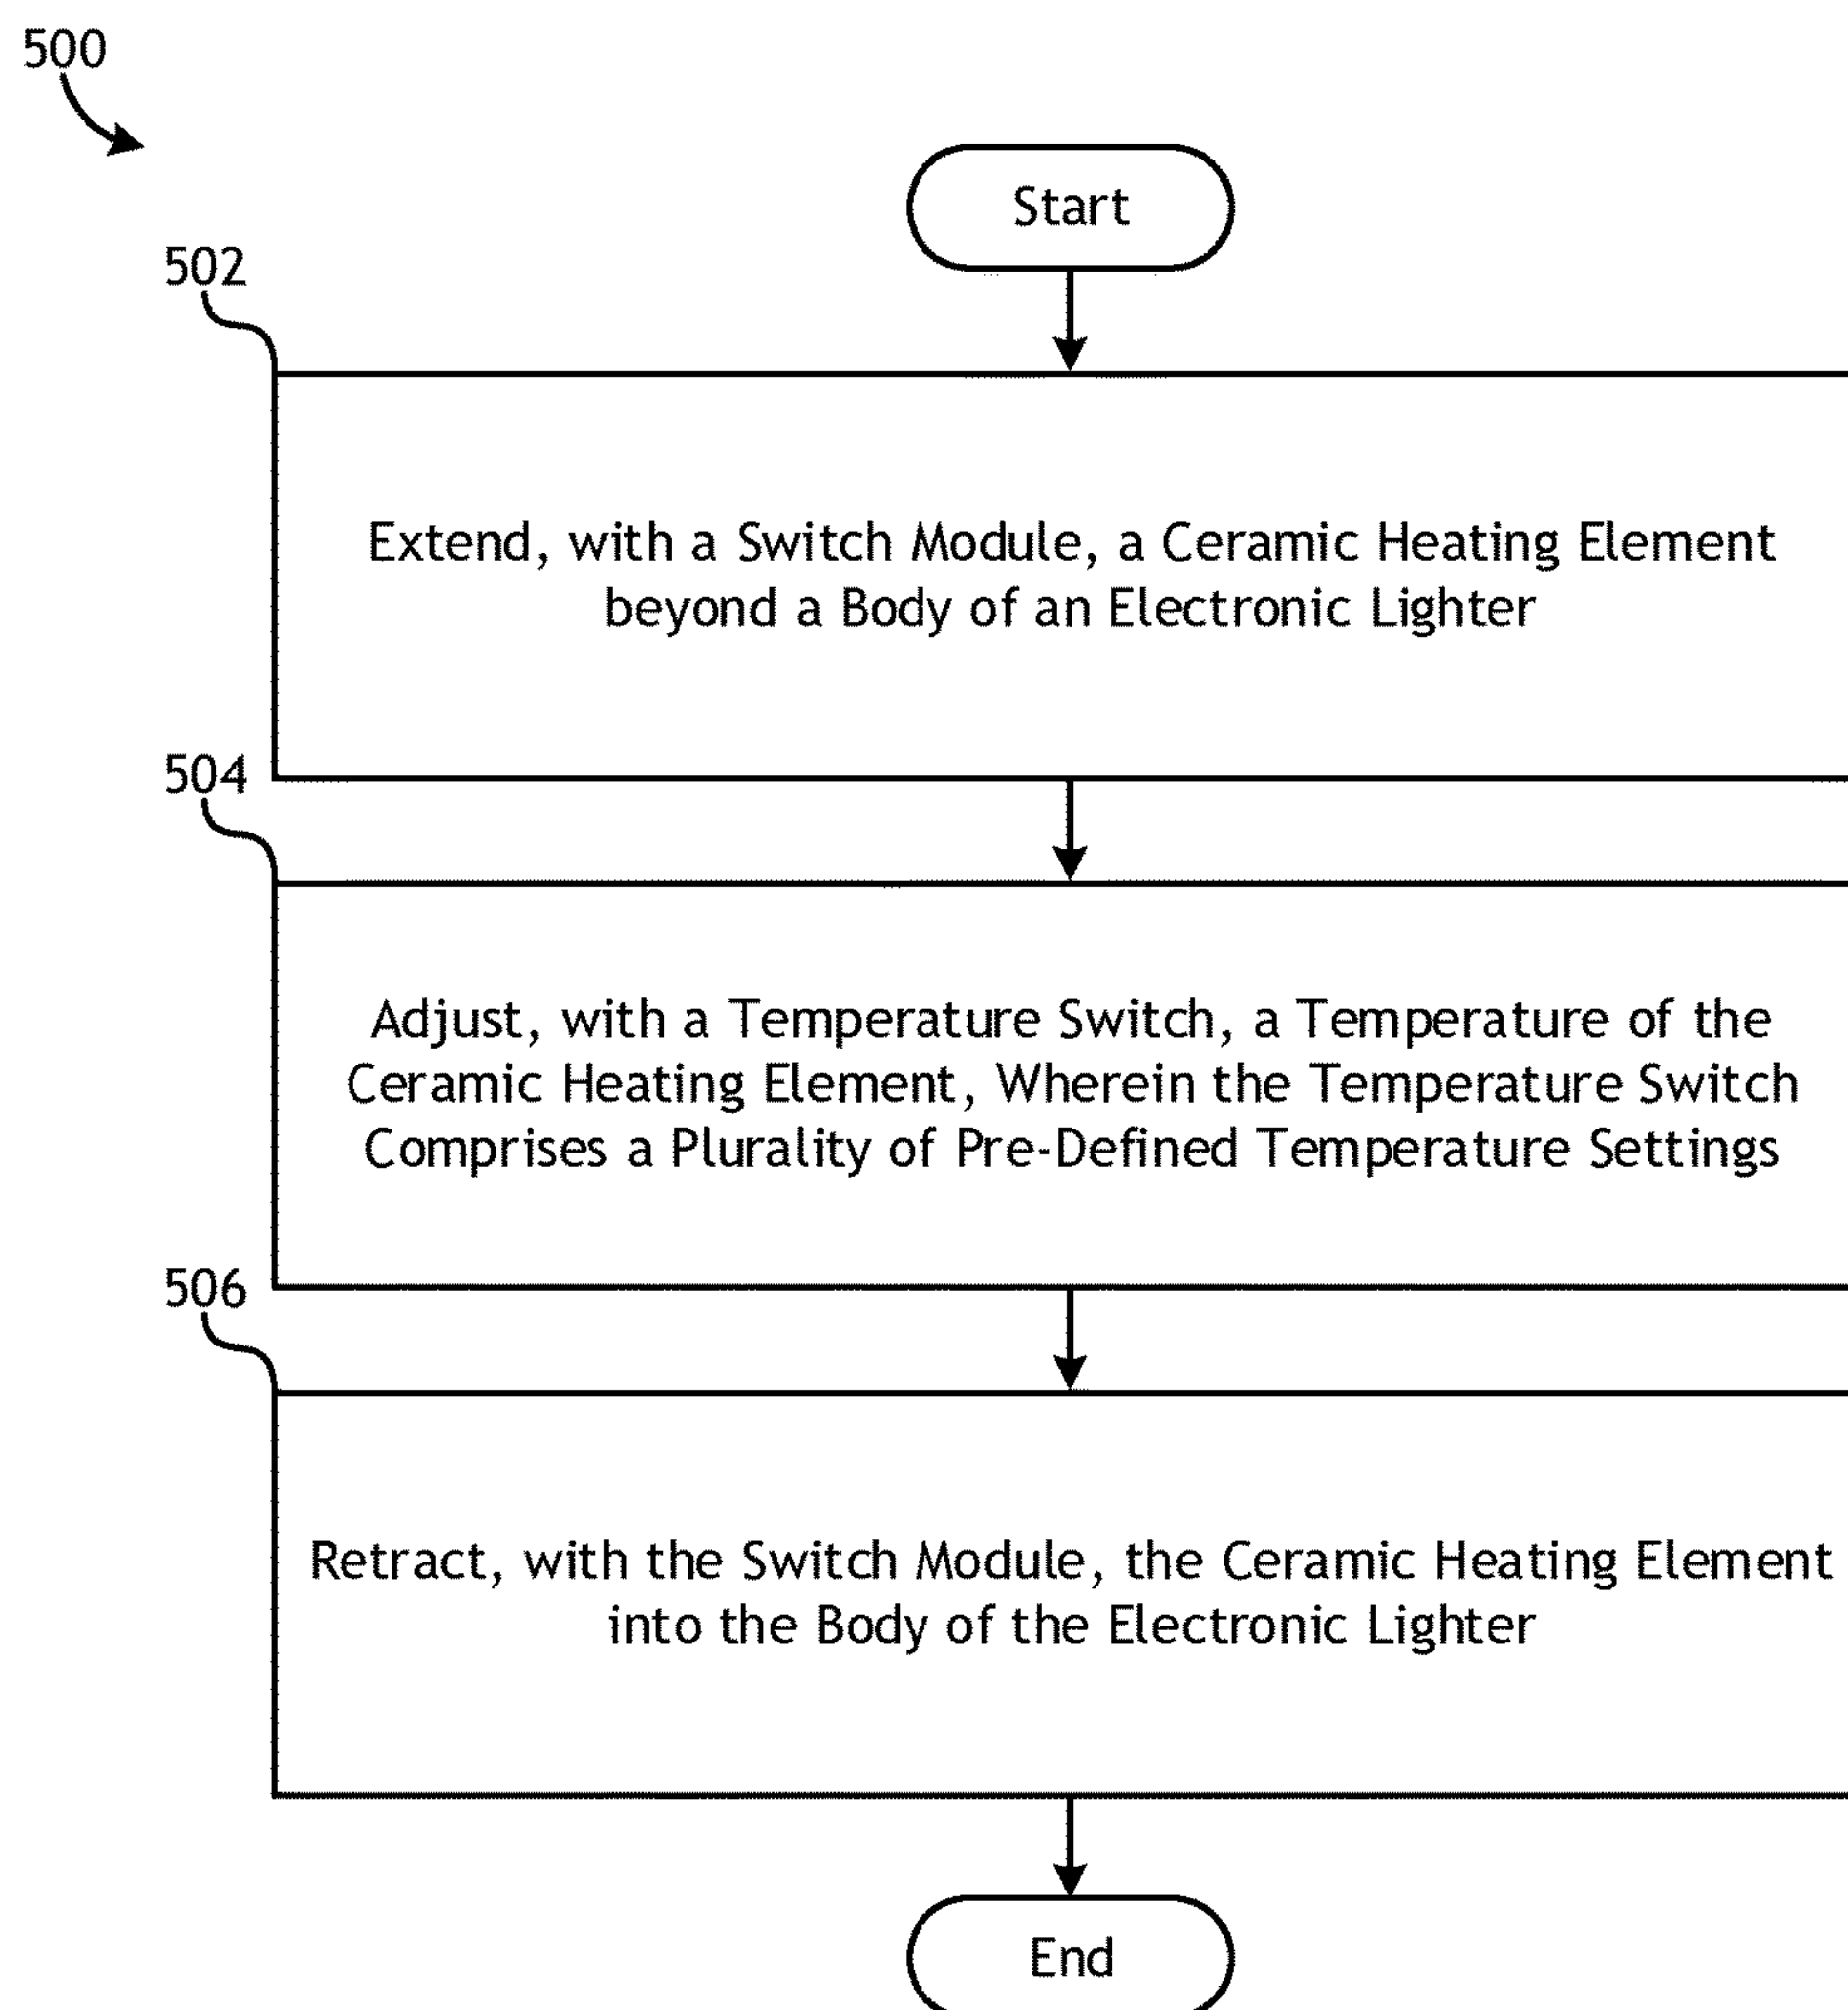 500
Start
502
Extend, with a Switch Module, a Ceramic Heating Element
beyond a Body of an Electronic Lighter
504
Adjust, with a Temperature Switch, a Temperature of the
Ceramic Heating Element, Wherein the Temperature Switch
Comprises a Plurality of Pre-Defined Temperature Settings
506
Retract, with the Switch Module, the Ceramic Heating Element
into the Body of the Electronic Lighter
End